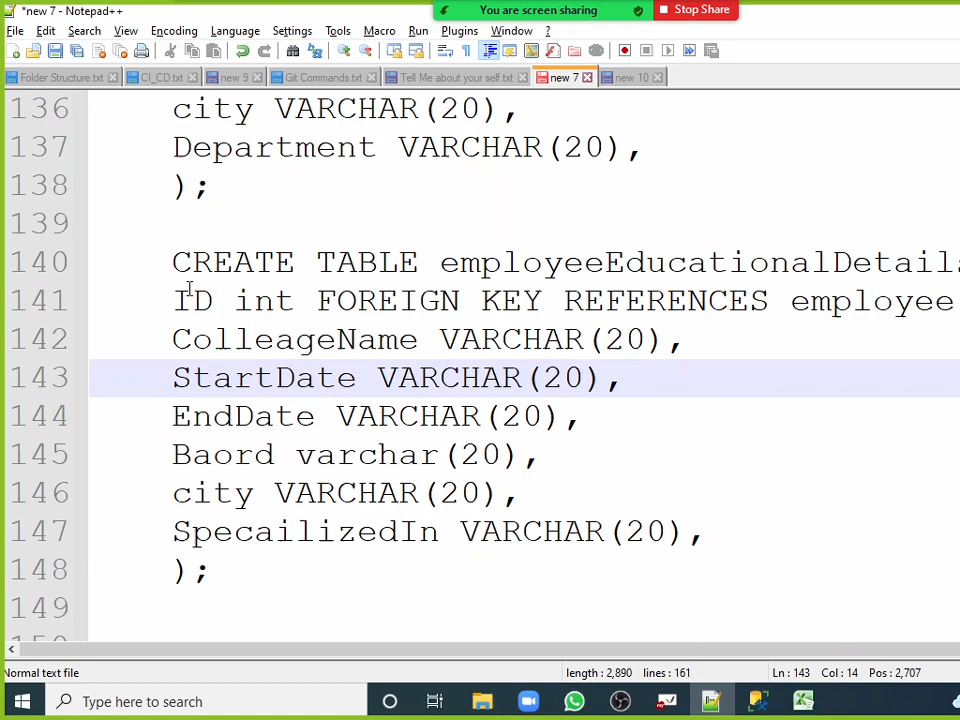 *new 7 - Notepad++
You are screen sharing
Stop Share
File Edit Search View Encoding Language Settings Tools Macro Run Plugins Window ?
Folder Structure.txt CI_CD.txt new 9 Git Commands.txt Tell Me about your self.txt new 7 new 10
136 city VARCHAR(20),
137 Department VARCHAR(20),
138 );
139
140 CREATE TABLE employeeEducationalDetails
141 ID int FOREIGN KEY REFERENCES employee
142 ColleageName VARCHAR(20),
143 StartDate VARCHAR(20),
144 EndDate VARCHAR(20),
145 Baord varchar(20),
146 city VARCHAR(20),
147 SpecailizedIn VARCHAR(20),
148 );
149
Normal text file length : 2,890 lines : 161 Ln : 143 Col : 14 Pos : 2,707
Type here to search